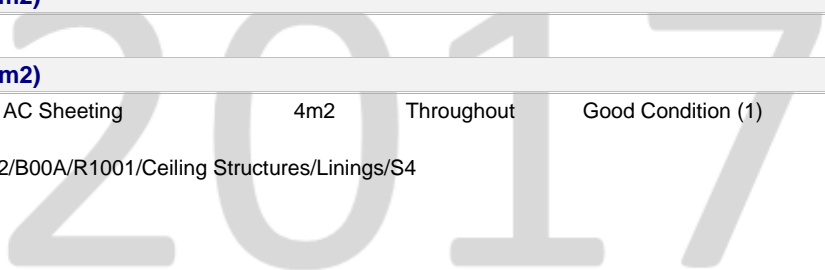 m2)
2017
m2)
AC Sheeting 4m2 Throughout Good Condition (1)
2/B00A/R1001/Ceiling Structures/Linings/S4